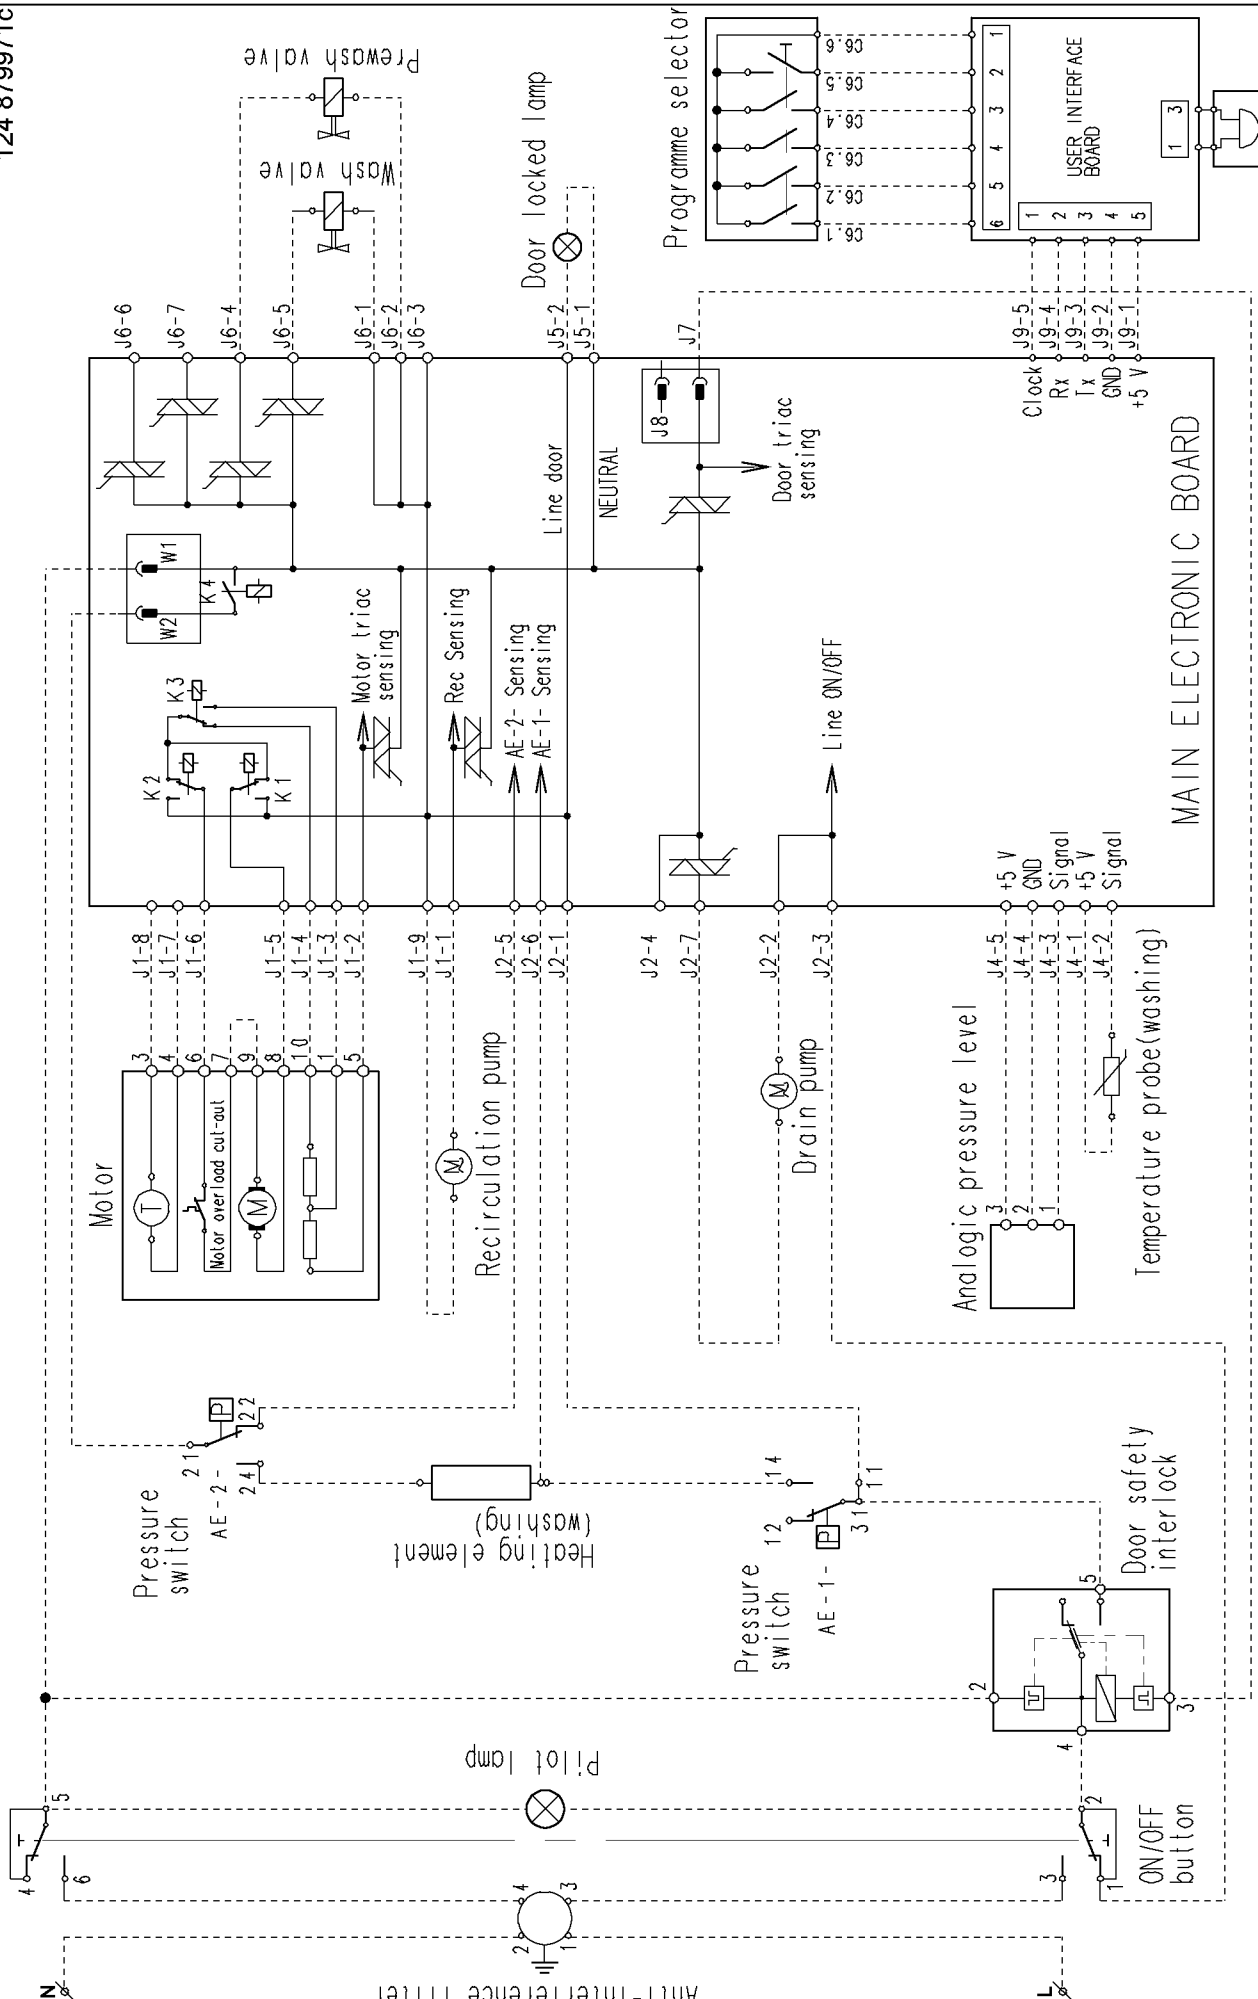 124 879971c
Prewash valve
Wash valve
Door locked lamp
Programme selector
C6.6
C6.5
C6.4
C6.3
C6.2
C6.1
1
2
3
4
5
6
USER INTERFACE
BOARD
1 3
1
2
3
4
5
J6-6
J6-7
J6-4
J6-5
J6-1
J6-2
J6-3
J5-2
J5-1
J7
J9-5
J9-4
J9-3
J9-2
J9-1
Clock
Rx
Tx
GND
+5 V
J8
Door triac
sensing
Line door
NEUTRAL
W1
W2
K4
K3
K2
K1
Motor triac
sensing
Rec Sensing
AE-2- Sensing
AE-1- Sensing
Line ON/OFF
MAIN ELECTRONIC BOARD
+5 V
GND
Signal
+5 V
Signal
J1-8
J1-7
J1-6
J1-5
J1-4
J1-3
J1-2
J1-9
J1-1
J2-5
J2-6
J2-1
J2-4
J2-7
J2-2
J2-3
J4-5
J4-4
J4-3
J4-1
J4-2
Motor
3
4
6
7
9
8
10
1
5
T
Motor overload cut-out
M
M
Recirculation pump
M
Drain pump
Analogic pressure level
3
2
1
Temperature probe(washing)
Pressure
switch
AE-2-
21
22
24
P
Heating element
(washing)
Pressure
switch
AE-1-
14
12
11
31
P
Door safety
interlock
2
5
4
3
Pilot lamp
5
4
6
2
3
1
ON/OFF
button
4
3
2
1
N
L
Anti-interference filter